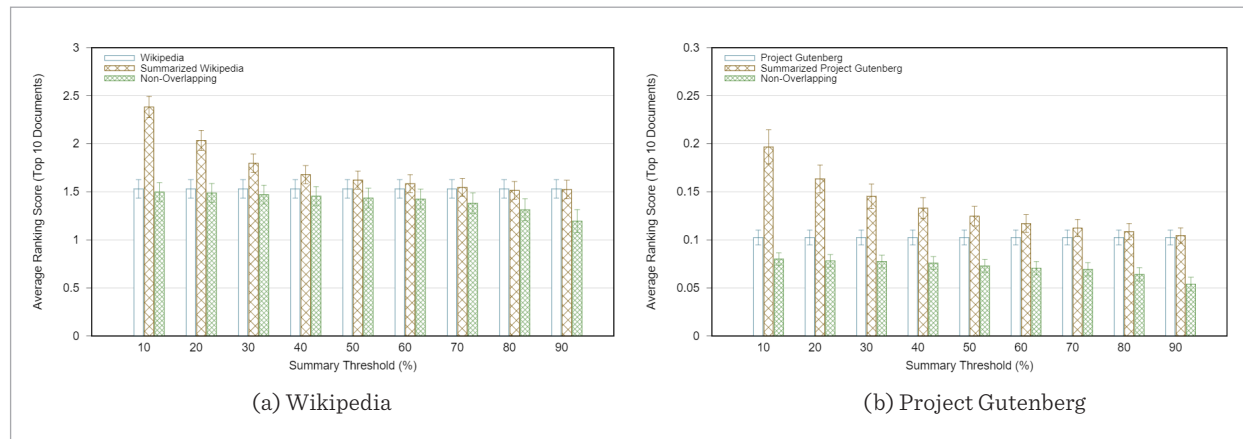 3
2.5
2
1.5
1
0.5
0
Average Ranking Score (Top 10 Documents)
Wikipedia
Summarized Wikipedia
Non-Overlapping
10 20 30 40 50 60 70 80 90
Summary Threshold (%)
(a) Wikipedia
0.3
0.25
0.2
0.15
0.1
0.05
0
Average Ranking Score (Top 10 Documents)
Project Gutenberg
Summarized Project Gutenberg
Non-Overlapping
10 20 30 40 50 60 70 80 90
Summary Threshold (%)
(b) Project Gutenberg